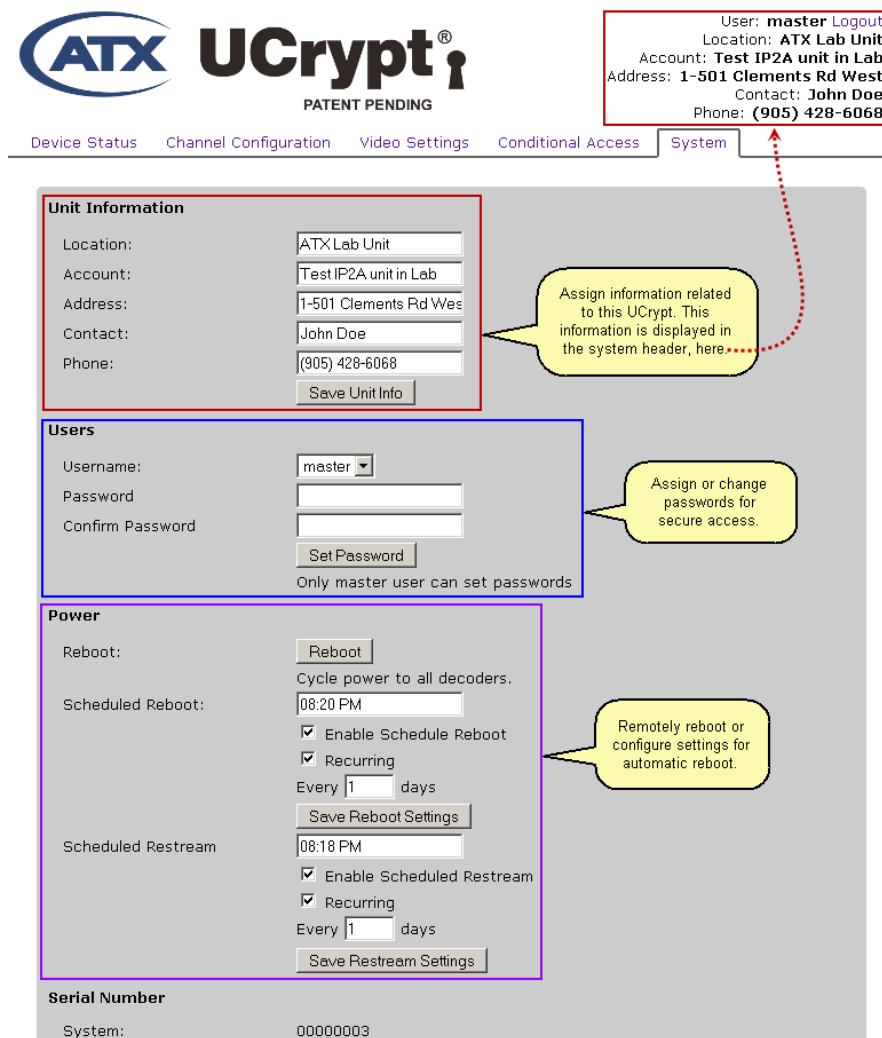 ATX UCrypt®
PATENT PENDING
User: master Logout
Location: ATX Lab Unit
Account: Test IP2A unit in Lab
Address: 1-501 Clements Rd West
Contact: John Doe
Phone: (905) 428-6068
Device Status Channel Configuration Video Settings Conditional Access System
Unit Information
Location: ATX Lab Unit
Account: Test IP2A unit in Lab
Address: 1-501 Clements Rd Wes
Contact: John Doe
Phone: (905) 428-6068
Save Unit Info
Assign information related
to this UCrypt. This
information is displayed in
the system header, here.
Users
Username: master
Password
Confirm Password
Set Password
Only master user can set passwords
Assign or change
passwords for
secure access.
Power
Reboot: Reboot
Cycle power to all decoders.
Scheduled Reboot: 08:20 PM
Enable Schedule Reboot
Recurring
Every 1 days
Save Reboot Settings
Remotely reboot or
configure settings for
automatic reboot.
Scheduled Restream 08:18 PM
Enable Scheduled Restream
Recurring
Every 1 days
Save Restream Settings
Serial Number
System: 00000003